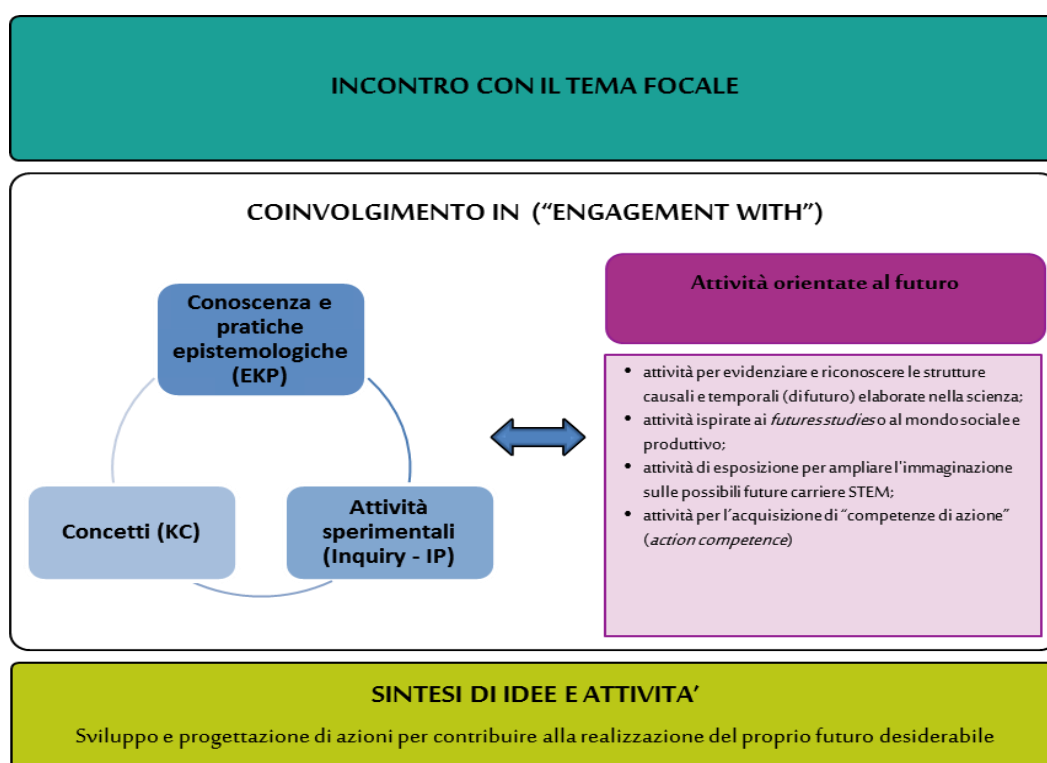 INCONTRO CON IL TEMA FOCALE
COINVOLGIMENTO IN (“ENGAGEMENT WITH”)
Conoscenza e
pratiche
epistemologiche
(EKP)
Concetti (KC)
Attività
sperimentali
(Inquiry - IP)
Attività orientate al futuro
• attività per evidenziare e riconoscere le strutture
causali e temporali (di futuro) elaborate nella scienza;
• attività ispirate ai futures studies o al mondo sociale e
produttivo;
• attività di esposizione per ampliare l'immaginazione
sulle possibili future carriere STEM;
• attività per l’acquisizione di “competenze di azione”
(action competence)
SINTESI DI IDEE E ATTIVITA’
Sviluppo e progettazione di azioni per contribuire alla realizzazione del proprio futuro desiderabile